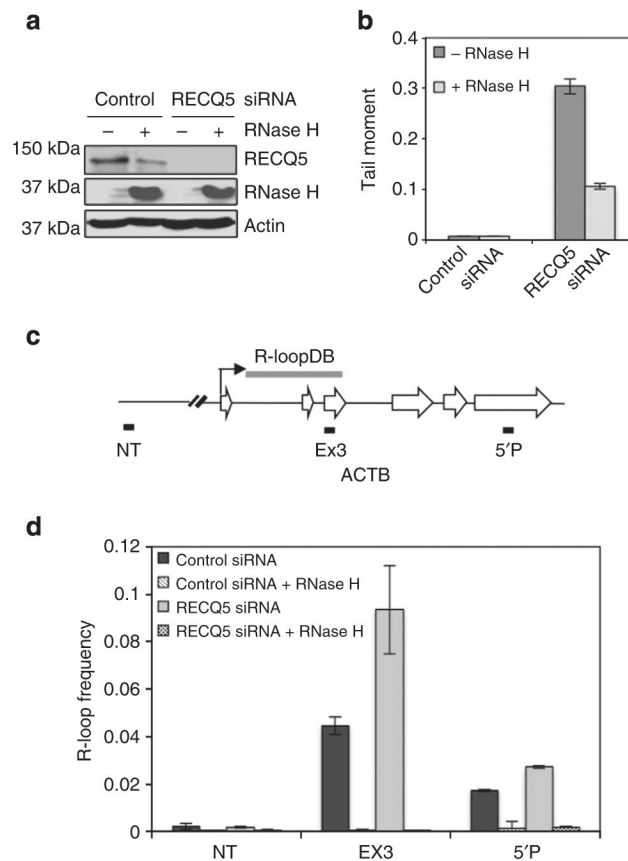 a
Control RECQ5 siRNA
– + – + RNase H
150 kDa RECQ5
37 kDa RNase H
37 kDa Actin
b
0.4
0.3
0.2
0.1
0
Tail moment
– RNase H
+ RNase H
Control
siRNA
RECQ5
siRNA
c
R-loopDB
NT Ex3 5′P
ACTB
d
0.12
0.1
0.08
0.06
0.04
0.02
0
R-loop frequency
Control siRNA
Control siRNA + RNase H
RECQ5 siRNA
RECQ5 siRNA + RNase H
NT EX3 5′P